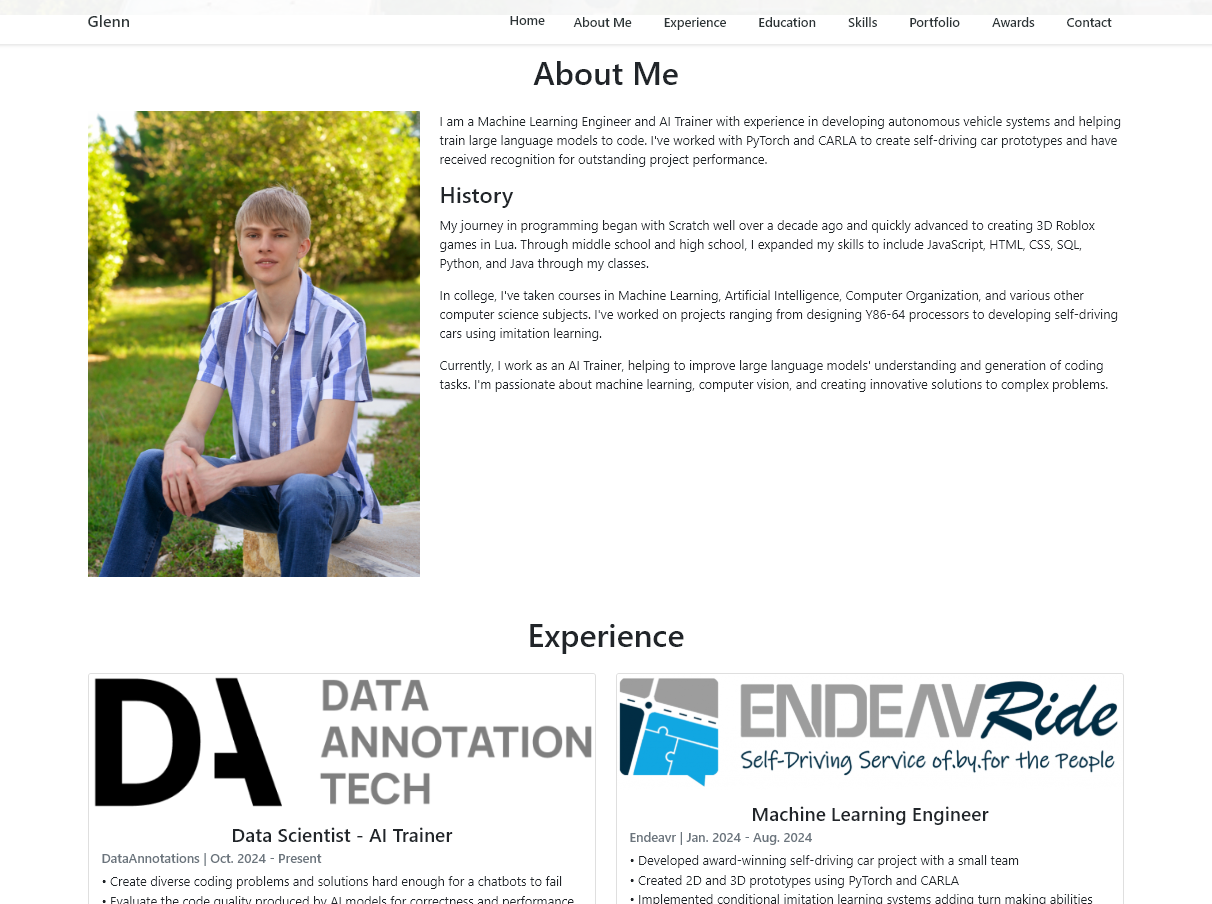 Glenn
Home About Me Experience Education Skills Portfolio Awards Contact
About Me
I am a Machine Learning Engineer and AI Trainer with experience in developing autonomous vehicle systems and helping
train large language models to code. I've worked with PyTorch and CARLA to create self-driving car prototypes and have
received recognition for outstanding project performance.
History
My journey in programming began with Scratch well over a decade ago and quickly advanced to creating 3D Roblox
games in Lua. Through middle school and high school, I expanded my skills to include JavaScript, HTML, CSS, SQL,
Python, and Java through my classes.
In college, I've taken courses in Machine Learning, Artificial Intelligence, Computer Organization, and various other
computer science subjects. I've worked on projects ranging from designing Y86-64 processors to developing self-driving
cars using imitation learning.
Currently, I work as an AI Trainer, helping to improve large language models' understanding and generation of coding
tasks. I'm passionate about machine learning, computer vision, and creating innovative solutions to complex problems.
Experience
DA
DATA
ANNOTATION
TECH
Data Scientist - AI Trainer
DataAnnotations | Oct. 2024 - Present
• Create diverse coding problems and solutions hard enough for a chatbots to fail
• Evaluate the code quality produced by AI models for correctness and performance
ENDEAVRide
Self-Driving Service of.by.for the People
Machine Learning Engineer
Endeavr | Jan. 2024 - Aug. 2024
• Developed award-winning self-driving car project with a small team
• Created 2D and 3D prototypes using PyTorch and CARLA
• Implemented conditional imitation learning systems adding turn making abilities